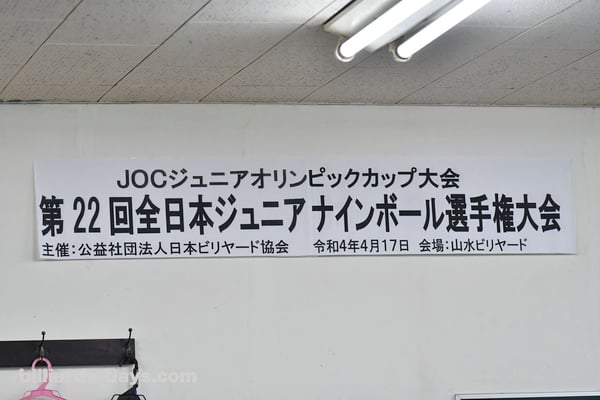 JOCジュニアオリンピックカップ大会
第22回全日本ジュニア ナインボール選手権大会
主催：公益社団法人日本ビリヤード協会 令和4年4月17日 会場：山水ビリヤード
billiards-days.com